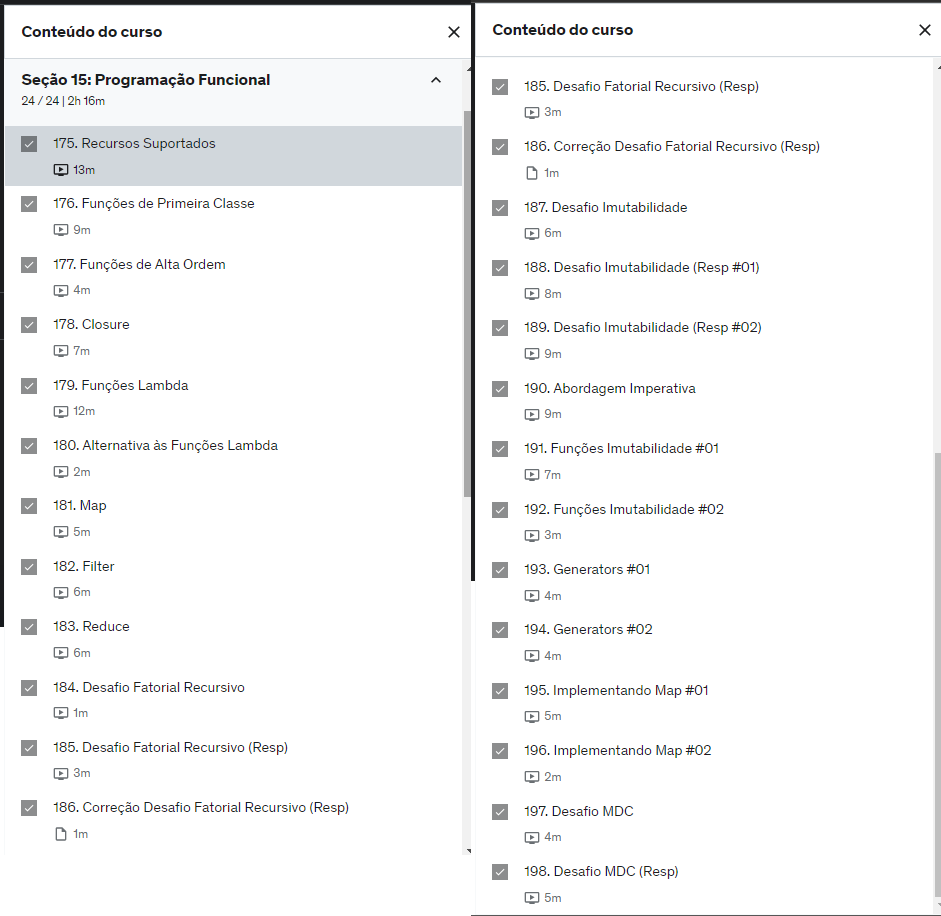 Conteúdo do curso
Seção 15: Programação Funcional
24 / 24 | 2h 16m
175. Recursos Suportados
13m
176. Funções de Primeira Classe
9m
177. Funções de Alta Ordem
4m
178. Closure
7m
179. Funções Lambda
12m
180. Alternativa às Funções Lambda
2m
181. Map
5m
182. Filter
6m
183. Reduce
6m
184. Desafio Fatorial Recursivo
1m
185. Desafio Fatorial Recursivo (Resp)
3m
186. Correção Desafio Fatorial Recursivo (Resp)
1m
Conteúdo do curso
185. Desafio Fatorial Recursivo (Resp)
3m
186. Correção Desafio Fatorial Recursivo (Resp)
1m
187. Desafio Imutabilidade
6m
188. Desafio Imutabilidade (Resp #01)
8m
189. Desafio Imutabilidade (Resp #02)
9m
190. Abordagem Imperativa
9m
191. Funções Imutabilidade #01
7m
192. Funções Imutabilidade #02
3m
193. Generators #01
4m
194. Generators #02
4m
195. Implementando Map #01
5m
196. Implementando Map #02
2m
197. Desafio MDC
4m
198. Desafio MDC (Resp)
5m